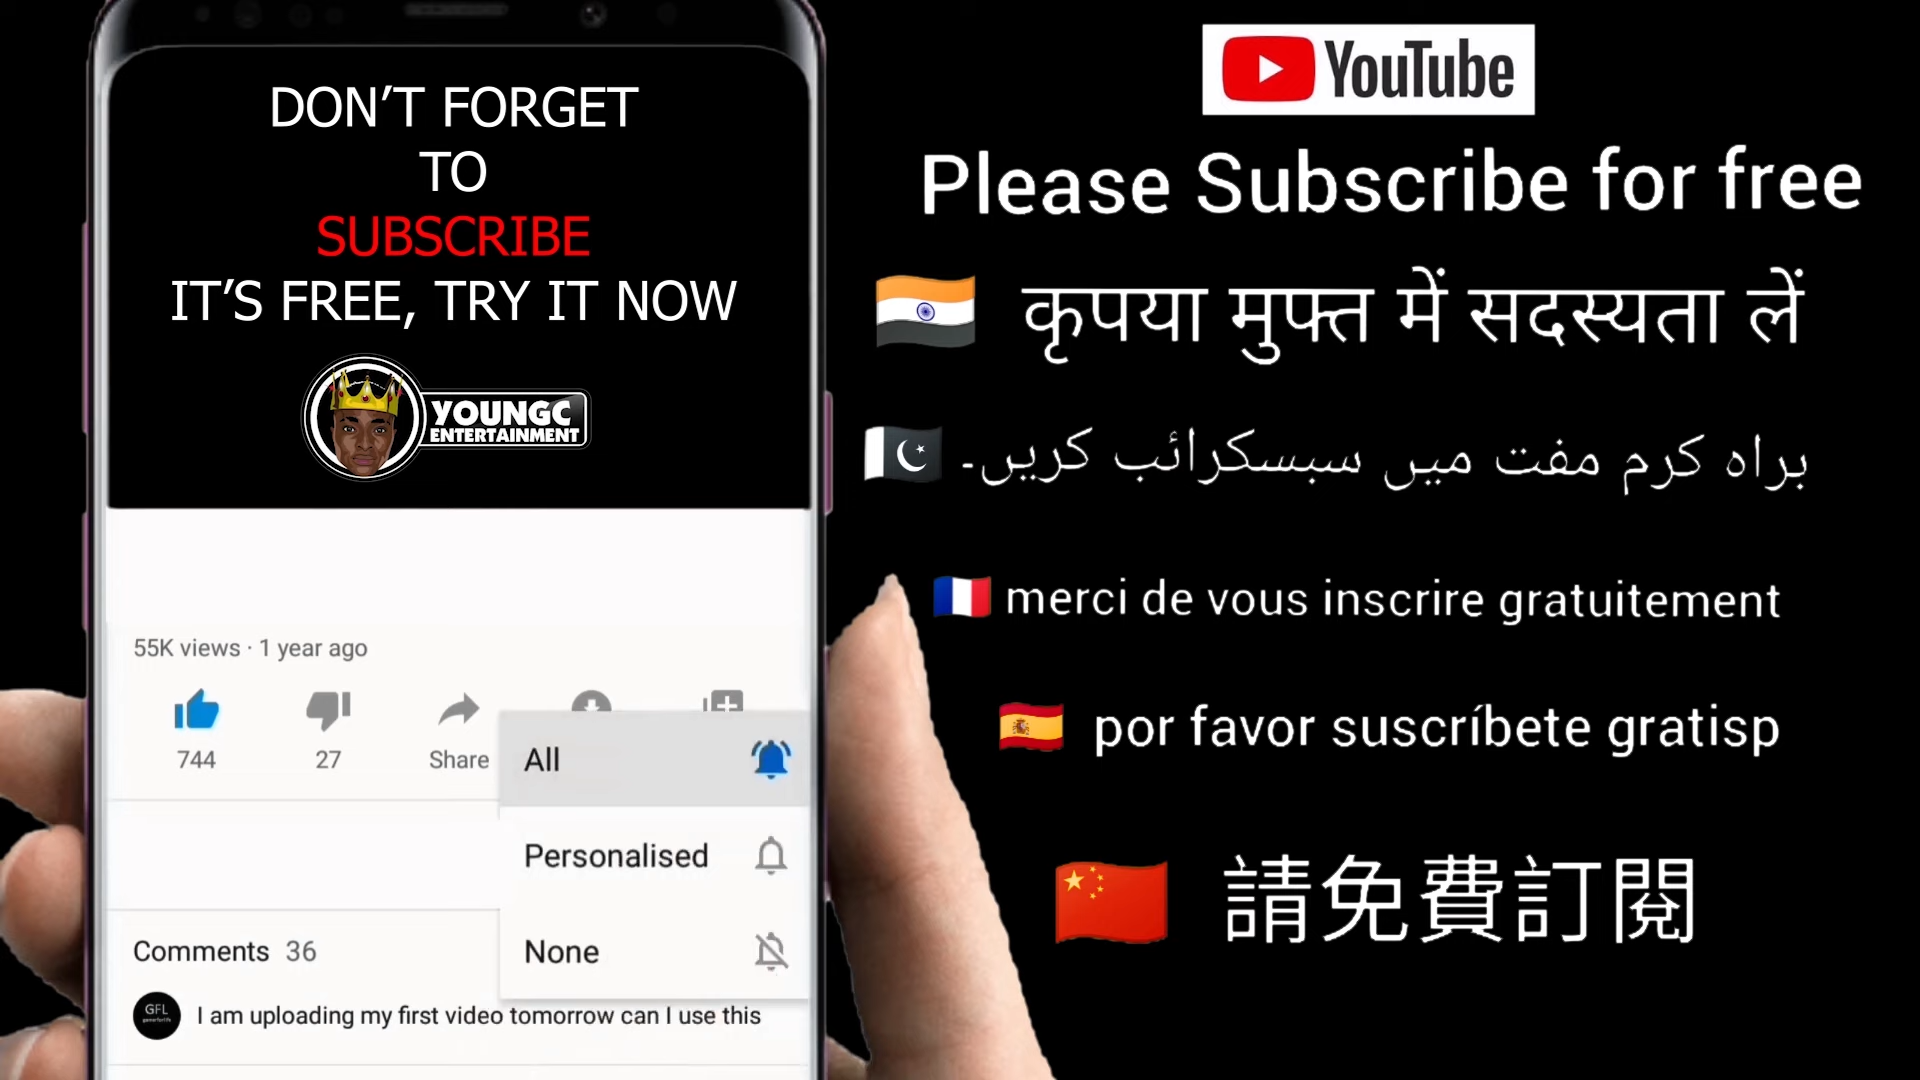 DON'T FORGET
TO
SUBSCRIBE
IT'S FREE, TRY IT NOW
YOUNGC
ENTERTAINMENT
55K views · 1 year ago
744
27
Share
All
Personalised
None
Comments 36
GFL
I am uploading my first video tomorrow can I use this
YouTube
Please Subscribe for free
कृपया मुफ्त में सदस्यता लें
براہ کرم مفت میں سبسکرائب کریں۔
merci de vous inscrire gratuitement
por favor suscríbete gratisp
請免費訂閱